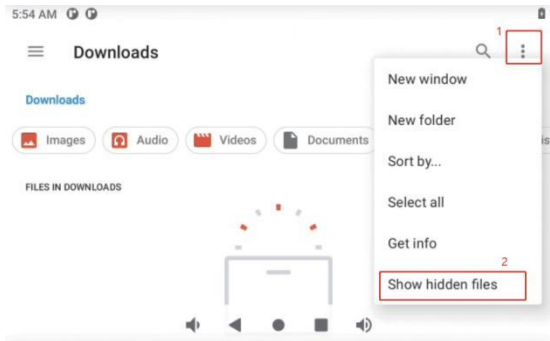 5:54 AM
1
Downloads
New window
Downloads
New folder
Images
Audio
Videos
Documents
Sort by...
FILES IN DOWNLOADS
Select all
Get info
2
Show hidden files